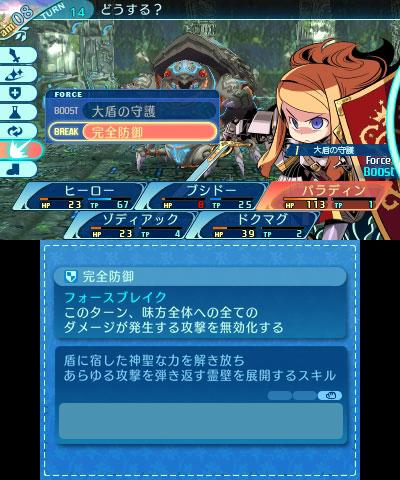 am 08 TURN 14 どうする？
FORCE
BOOST 大盾の守護
BREAK 完全防御
1 大盾の守護
Force
Boost
ヒーロー
HP 23 TP 67
ブシドー
HP 8 TP 25
パラディン
HP 113 TP 1
ゾディアック
HP 23 TP 4
ドクマグ
HP 39 TP 2
完全防御
フォースブレイク
このターン、味方全体への全ての
ダメージが発生する攻撃を無効化する
盾に宿した神聖な力を解き放ち
あらゆる攻撃を弾き返す霊壁を展開するスキル